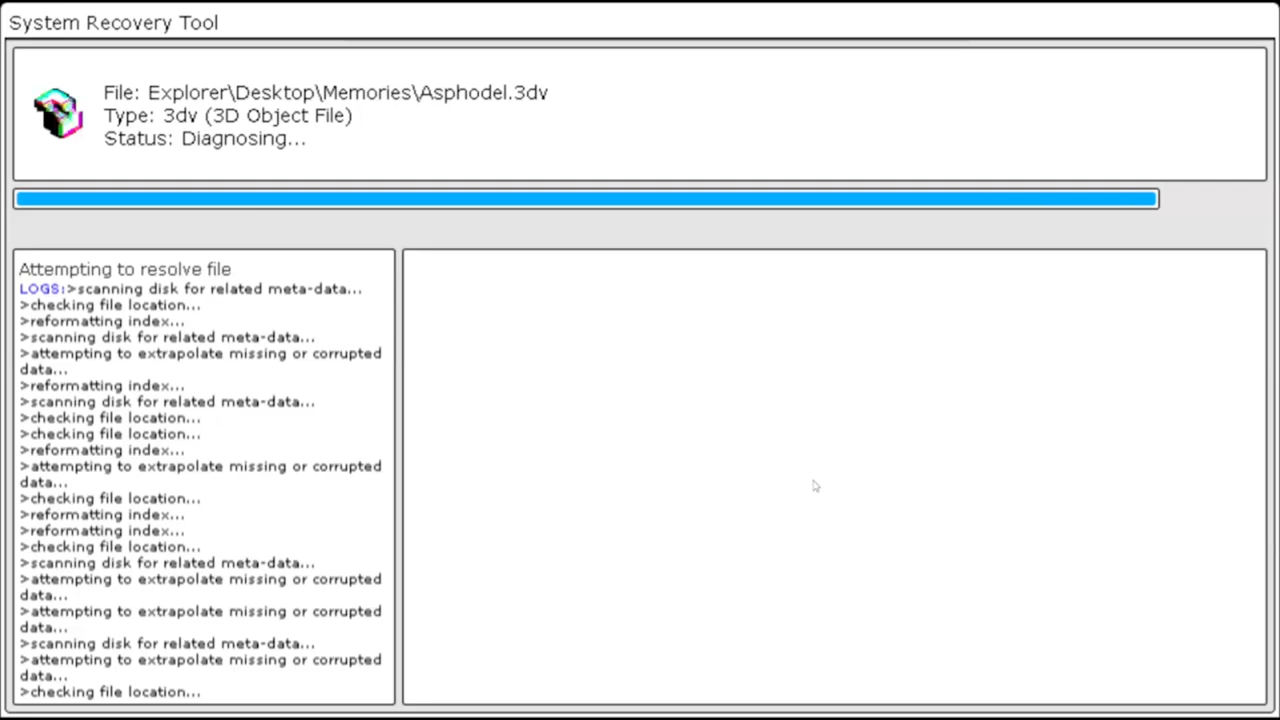 System Recovery Tool
File: Explorer\Desktop\Memories\Asphodel.3dv
Type: 3dv (3D Object File)
Status: Diagnosing...
Attempting to resolve file
LOGS:>scanning disk for related meta-data...
>checking file location...
>reformatting index...
>scanning disk for related meta-data...
>attempting to extrapolate missing or corrupted
data...
>reformatting index...
>scanning disk for related meta-data...
>checking file location...
>checking file location...
>reformatting index...
>attempting to extrapolate missing or corrupted
data...
>checking file location...
>reformatting index...
>reformatting index...
>checking file location...
>scanning disk for related meta-data...
>attempting to extrapolate missing or corrupted
data...
>attempting to extrapolate missing or corrupted
data...
>scanning disk for related meta-data...
>attempting to extrapolate missing or corrupted
data...
>checking file location...